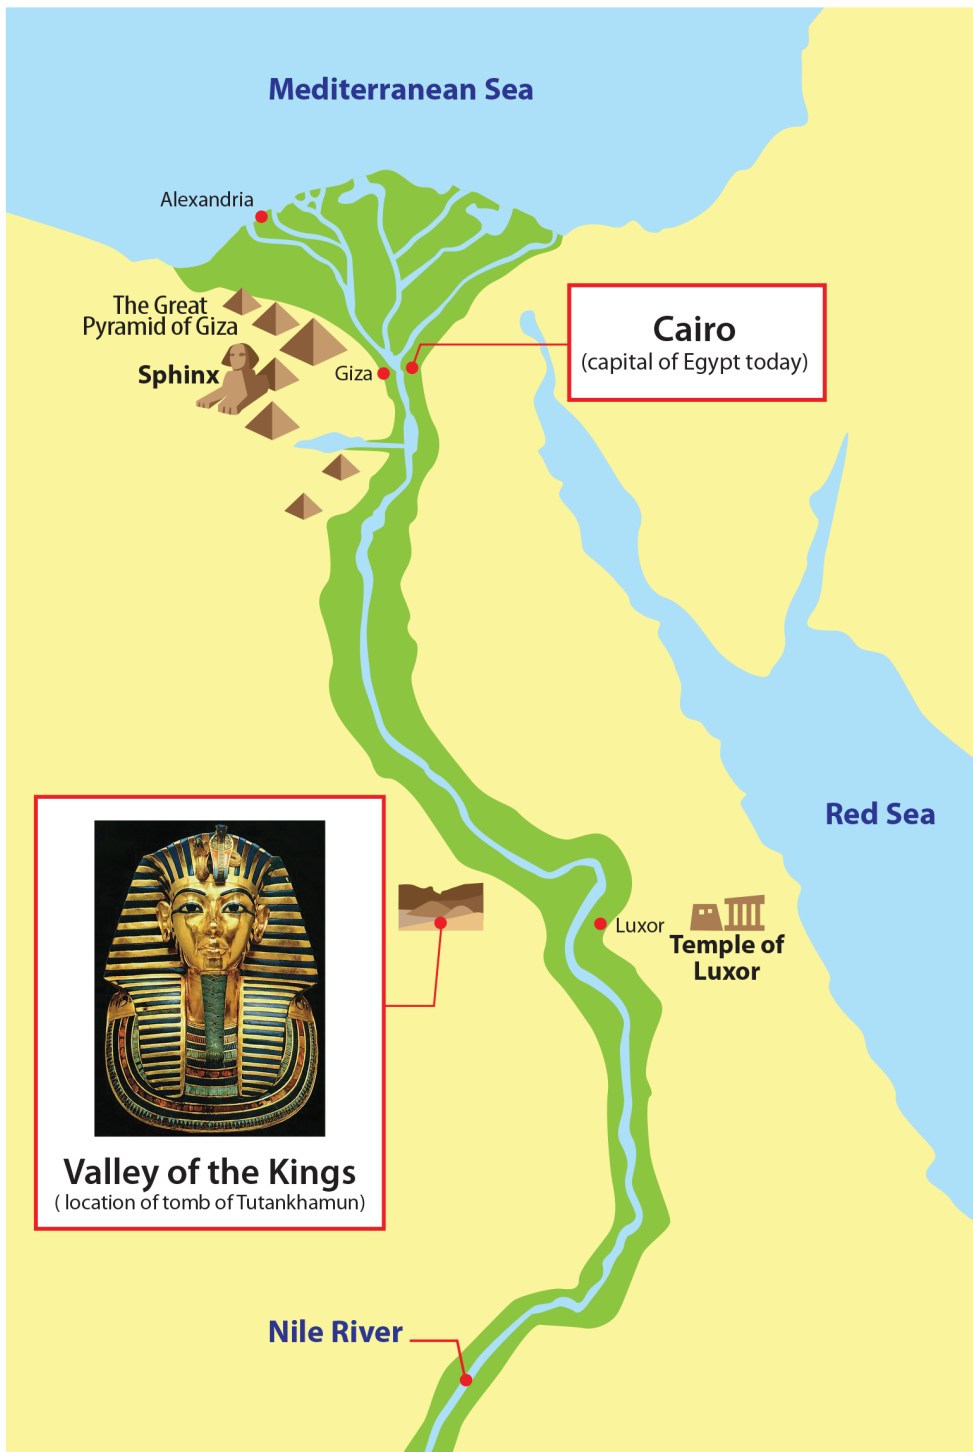 Mediterranean Sea
Alexandria
The Great
Pyramid of Giza
Sphinx
Giza
Cairo
(capital of Egypt today)
Red Sea
Luxor
Temple of
Luxor
Valley of the Kings
( location of tomb of Tutankhamun)
Nile River